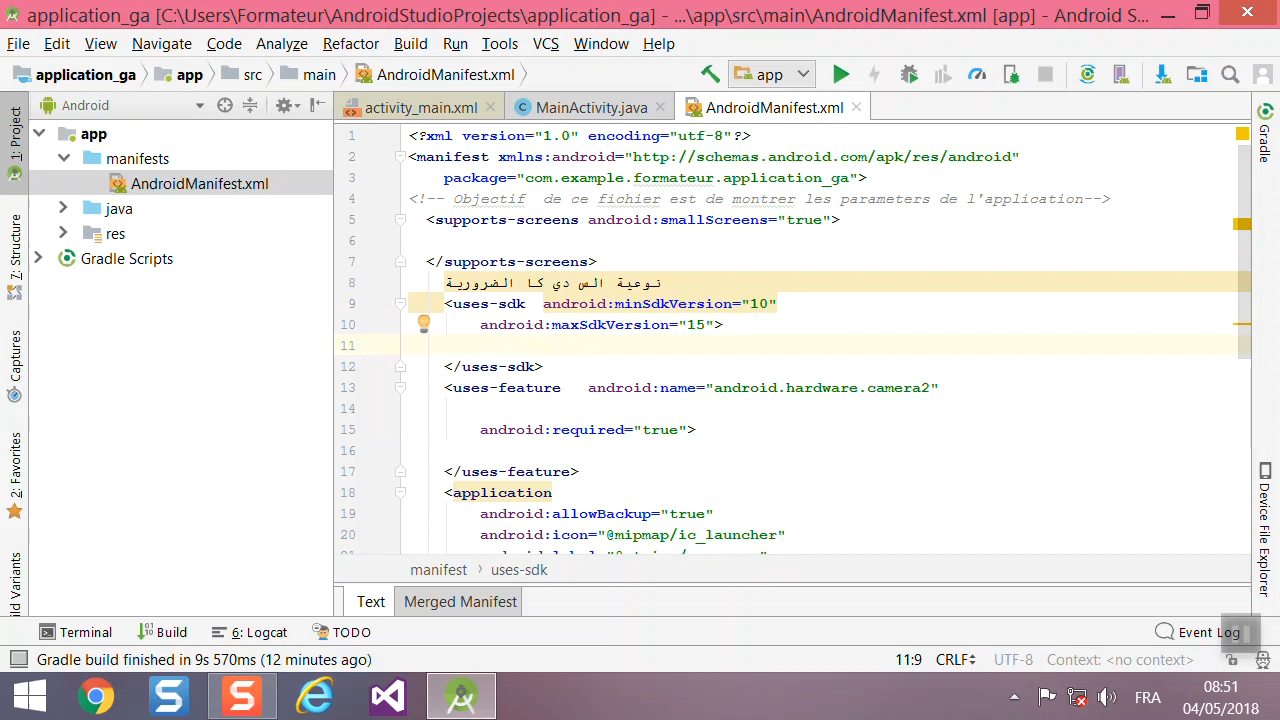 application_ga [C:\Users\Formateur\AndroidStudioProjects\application_ga] - ...\app\src\main\AndroidManifest.xml [app] - Android S...
File Edit View Navigate Code Analyze Refactor Build Run Tools VCS Window Help
application_ga app src main AndroidManifest.xml app
Android activity_main.xml MainActivity.java AndroidManifest.xml
1: Project
7: Structure
Captures
2: Favorites
ld Variants
app
manifests
AndroidManifest.xml
java
res
Gradle Scripts
1 <?xml version="1.0" encoding="utf-8"?>
2 <manifest xmlns:android="http://schemas.android.com/apk/res/android"
3 package="com.example.formateur.application_ga">
4 <!-- Objectif de ce fichier est de montrer les parameters de l'application-->
5 <supports-screens android:smallScreens="true">
6
7 </supports-screens>
8 نوعية الس دي كا الضرورية
9 <uses-sdk android:minSdkVersion="10"
10 android:maxSdkVersion="15">
11
12 </uses-sdk>
13 <uses-feature android:name="android.hardware.camera2"
14
15 android:required="true">
16
17 </uses-feature>
18 <application
19 android:allowBackup="true"
20 android:icon="@mipmap/ic_launcher"
manifest › uses-sdk
Text Merged Manifest
Gradle
Device File Explorer
Terminal Build 6: Logcat TODO Event Log
Gradle build finished in 9s 570ms (12 minutes ago) 11:9 CRLF UTF-8 Context: <no context>
FRA
08:51
04/05/2018